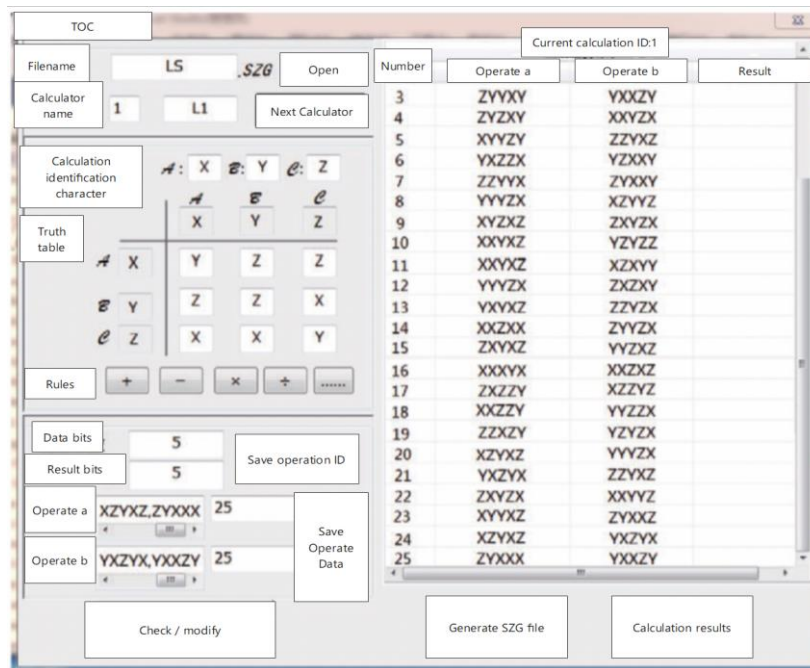 TOC
Current calculation ID:1
Filename LS .SZG Open
Number Operate a Operate b Result
Calculator name 1 L1 Next Calculator
Calculation identification character A: X B: Y C: Z
A B C
X Y Z
Truth table
A X Y Z Z
B Y Z Z X
C Z X X Y
Rules + − × ÷ ......
Data bits 5
Result bits 5
Save operation ID
Operate a XZYXZ,ZYXXX 25
Operate b YXZYX,YXXZY 25
Save Operate Data
Check / modify
3 ZYYXY YXXZY
4 ZYZXY XXYZX
5 XYYZY ZZYXZ
6 YXZZX YZXXY
7 ZZYYX ZYXXY
8 YYYZX XZYYZ
9 XYZXZ ZXYZX
10 XXYXZ YZYZZ
11 XXYXZ XZXYY
12 YYYZX ZXZXY
13 YXYXZ ZZYZX
14 XXZXX ZYYZX
15 ZXYXZ YYZXZ
16 XXXYX XXZXZ
17 ZXZZY XZZYZ
18 XXZZY YYZZX
19 ZZXZY YZYZX
20 XZYXZ YYYZX
21 YXZYX ZZYXZ
22 ZXYZX XXYYZ
23 XYYXZ ZYXXZ
24 XZYXZ YXZYX
25 ZYXXX YXXZY
Generate SZG file
Calculation results